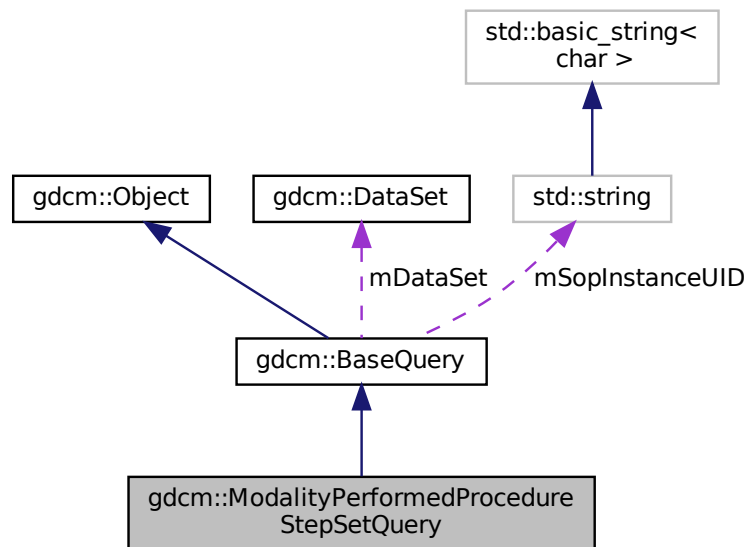 std::basic_string<
char >
gdcm::Object
gdcm::DataSet
std::string
mDataSet
mSopInstanceUID
gdcm::BaseQuery
gdcm::ModalityPerformedProcedure
StepSetQuery